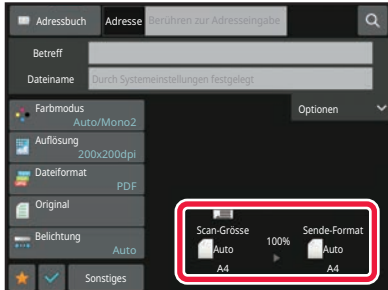 Adressbuch Adresse Berühren zur Adresseingabe
Betreff
Dateiname Durch Systemeinstellungen festgelegt
Farbmodus
Auto/Mono2
Optionen
Auflösung
200x200dpi
Dateiformat
PDF
Original
Belichtung
Auto
Scan-Grösse 100% Sende-Format
Auto Auto
A4 A4
Sonstiges